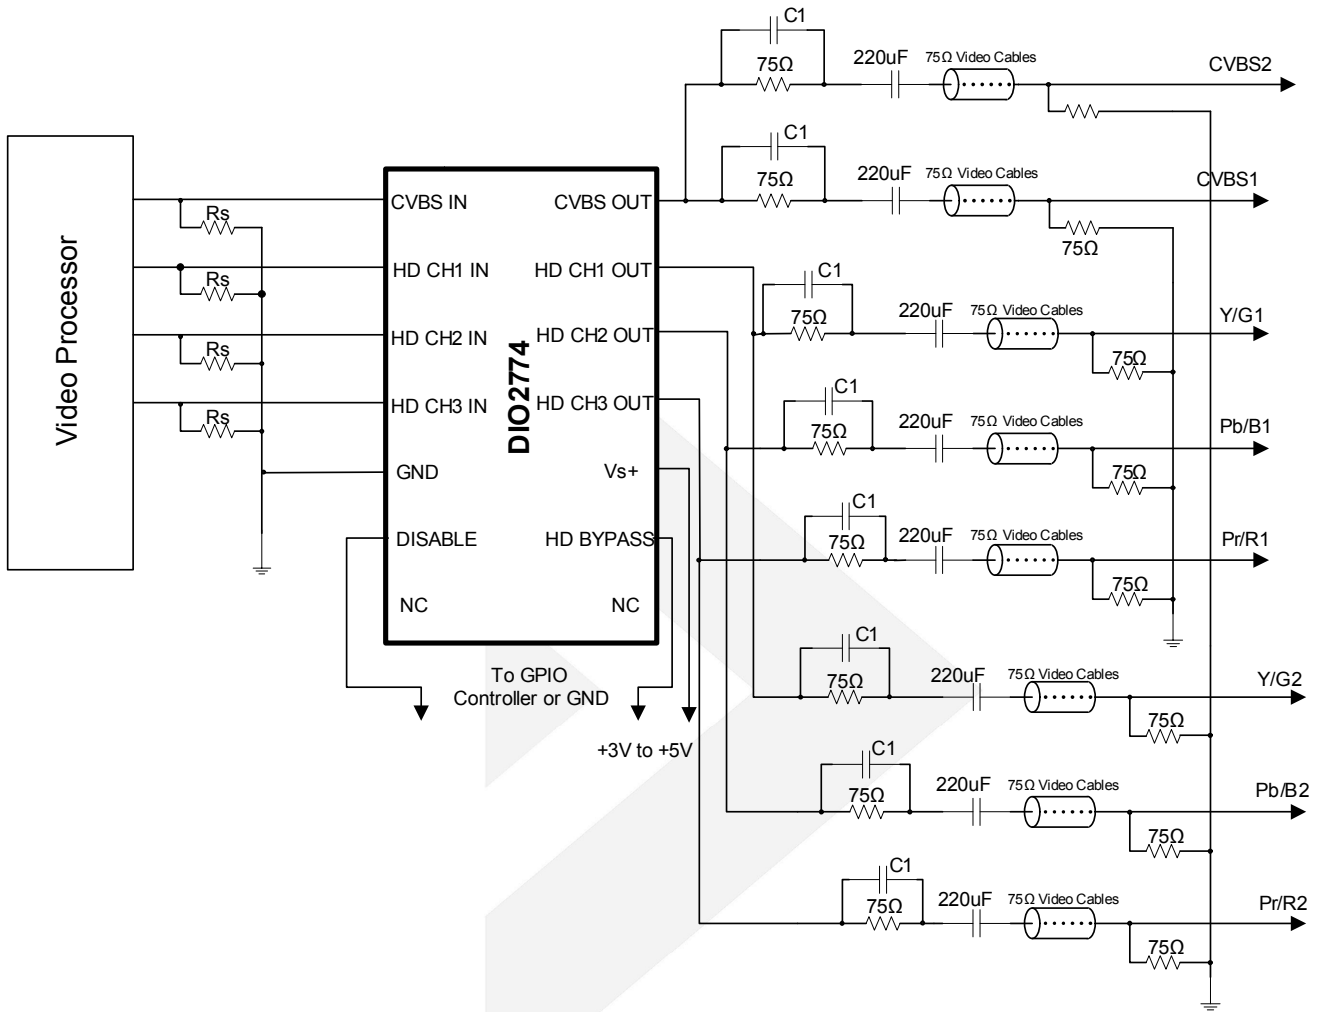 C1
75Ω
220uF
75Ω Video Cables
CVBS2
C1
75Ω
220uF
75Ω Video Cables
CVBS1
75Ω
Video Processor
Rs
Rs
Rs
Rs
CVBS IN
CVBS OUT
HD CH1 IN
HD CH1 OUT
HD CH2 IN
HD CH2 OUT
HD CH3 IN
HD CH3 OUT
DIO2774
GND
Vs+
DISABLE
HD BYPASS
NC
NC
To GPIO
Controller or GND
+3V to +5V
C1
75Ω
220uF
75Ω Video Cables
Y/G1
75Ω
C1
75Ω
220uF
75Ω Video Cables
Pb/B1
75Ω
C1
75Ω
220uF
75Ω Video Cables
Pr/R1
75Ω
C1
75Ω
220uF
75Ω Video Cables
Y/G2
75Ω
C1
75Ω
220uF
75Ω Video Cables
Pb/B2
75Ω
C1
75Ω
220uF
75Ω Video Cables
Pr/R2
75Ω